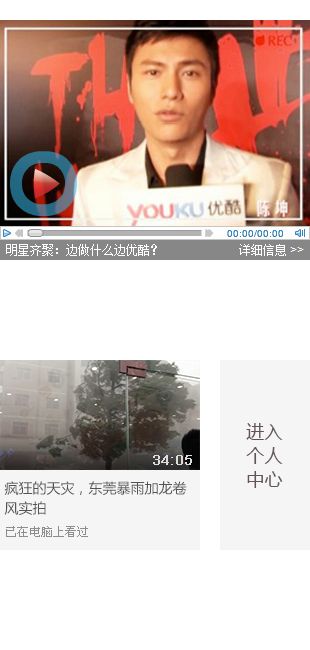 REC
YOUKU优酷
陈坤
00:00/00:00
明星齐聚：边做什么边优酷？
详细信息 >>
34:05
疯狂的天灾，东莞暴雨加龙卷
风实拍
已在电脑上看过
进入
个人
中心